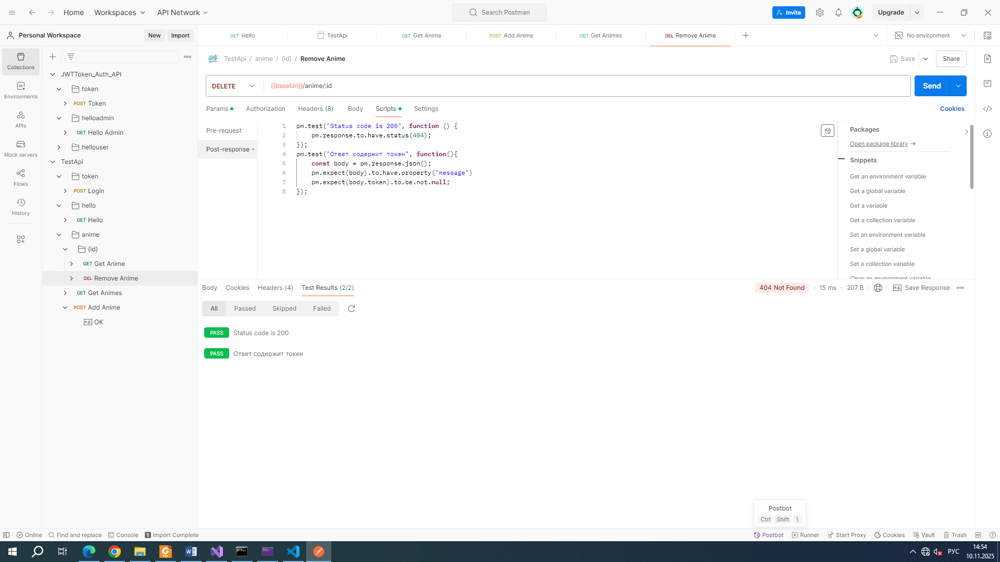 Home Workspaces API Network Search Postman Invite Upgrade
Personal Workspace New Import GET Hello TestApi GET Get Anime POST Add Anime GET Get Animes DEL Remove Anime No environment
Collections
Environments
APIs
Mock servers
Flows
History
JWTToken_Auth_API
token
POST Token
helloadmin
GET Hello Admin
hellouser
TestApi
token
POST Login
hello
GET Hello
anime
{id}
GET Get Anime
DEL Remove Anime
GET Get Animes
POST Add Anime
e.g. OK
HTTP TestApi / anime / {id} / Remove Anime Save Share
DELETE {{baseUrl}}/anime/:id Send
Params Authorization Headers (8) Body Scripts Settings Cookies
Pre-request
Post-response
1 pm.test("Status code is 200", function () {
2 pm.response.to.have.status(404);
3 });
4 pm.test("Ответ содержит токен", function(){
5 const body = pm.response.json();
6 pm.expect(body).to.have.property("message")
7 pm.expect(body.token).to.be.not.null;
8 });
Packages
Open package library →
Snippets
Get an environment variable
Get a global variable
Get a variable
Get a collection variable
Set an environment variable
Set a global variable
Set a collection variable
Clear an environment variable
Body Cookies Headers (4) Test Results (2/2) 404 Not Found 15 ms 207 B e.g. Save Response
All Passed Skipped Failed
PASS Status code is 200
PASS Ответ содержит токен
Postbot
Ctrl Shift \
Online Find and replace Console 1 Import Complete Postbot Runner Start Proxy Cookies Vault Trash
PDF
РУС
14:54
10.11.2025